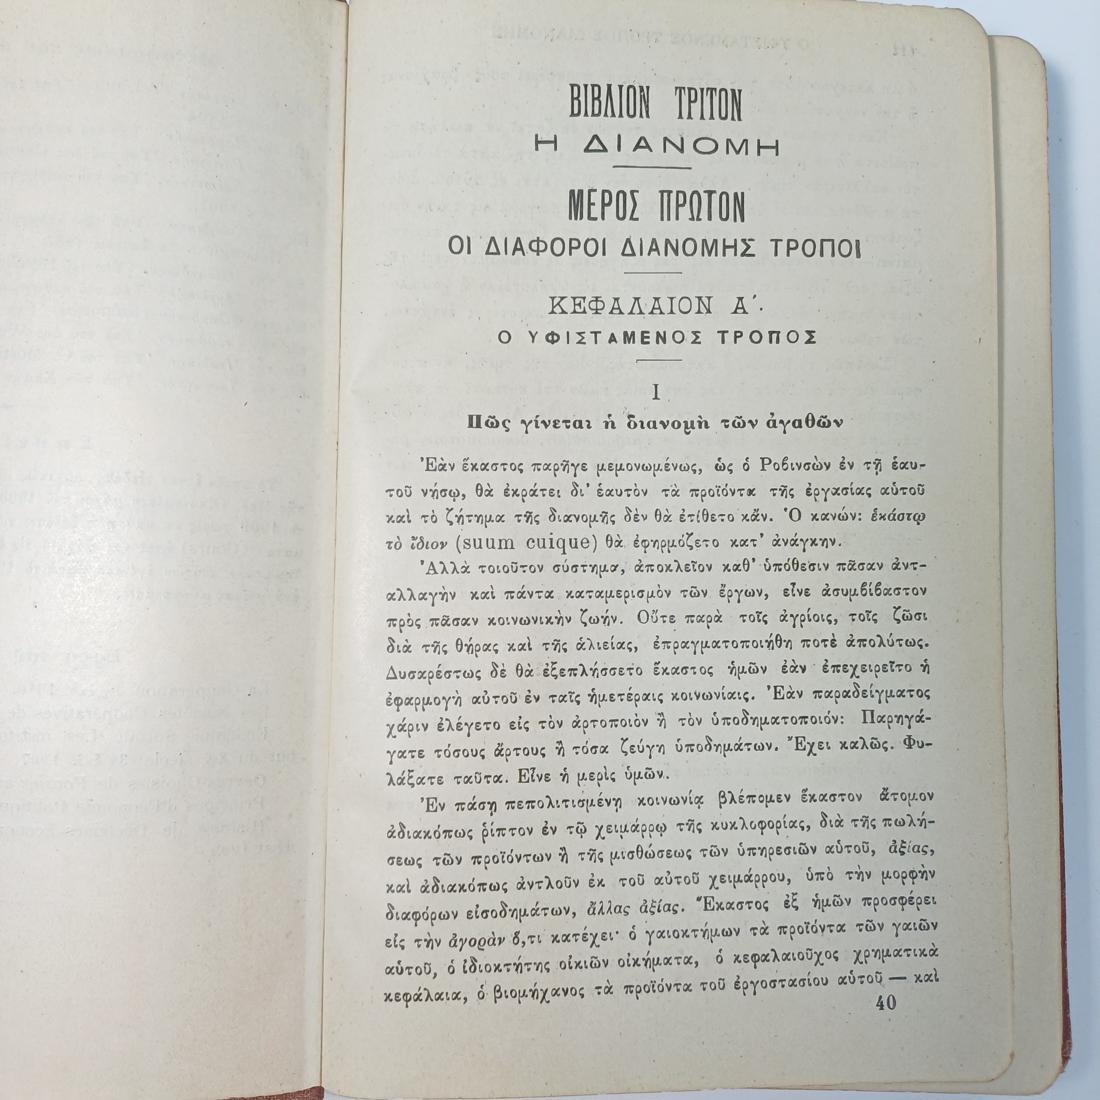 ΒΙΒΛΙΟΝ ΤΡΙΤΟΝ
Η ΔΙΑΝΟΜΗ
ΜΕΡΟΣ ΠΡΩΤΟΝ
ΟΙ ΔΙΑΦΟΡΟΙ ΔΙΑΝΟΜΗΣ ΤΡΟΠΟΙ
ΚΕΦΑΛΑΙΟΝ Α΄.
Ο ΥΦΙΣΤΑΜΕΝΟΣ ΤΡΟΠΟΣ
I
Πῶς γίνεται ἡ διανομὴ τῶν ἀγαθῶν
Ἐὰν ἕκαστος παρῆγε μεμονωμένως, ὡς ὁ Ροβινσὼν ἐν τῇ ἑαυ-
τοῦ νήσῳ, θὰ ἐκράτει δι' ἑαυτὸν τὰ προϊόντα τῆς ἐργασίας αὑτοῦ
καὶ τὸ ζήτημα τῆς διανομῆς δὲν θὰ ἐτίθετο κἄν. Ὁ κανών: ἑκάστῳ
τὸ ἴδιον (suum cuique) θὰ ἐφηρμόζετο κατ' ἀνάγκην.
Ἀλλὰ τοιοῦτον σύστημα, ἀποκλεῖον καθ' ὑπόθεσιν πᾶσαν ἀντ-
αλλαγὴν καὶ πάντα καταμερισμὸν τῶν ἔργων, εἶνε ἀσυμβίβαστον
πρὸς πᾶσαν κοινωνικὴν ζωήν. Οὔτε παρὰ τοῖς ἀγρίοις, τοῖς ζῶσι
διὰ τῆς θήρας καὶ τῆς ἁλιείας, ἐπραγματοποιήθη ποτὲ ἀπολύτως.
Δυσαρέστως δὲ θὰ ἐξεπλήσσετο ἕκαστος ἡμῶν ἐὰν ἐπεχειρεῖτο ἡ
ἐφαρμογὴ αὐτοῦ ἐν ταῖς ἡμετέραις κοινωνίαις. Ἐὰν παραδείγματος
χάριν ἐλέγετο εἰς τὸν ἀρτοποιὸν ἢ τὸν ὑποδηματοποιόν: Παρηγά-
γατε τόσους ἄρτους ἢ τόσα ζεύγη ὑποδημάτων. Ἔχει καλῶς. Φυ-
λάξατε ταῦτα. Εἶνε ἡ μερὶς ὑμῶν.
Ἐν πάσῃ πεπολιτισμένῃ κοινωνίᾳ βλέπομεν ἕκαστον ἄτομον
ἀδιακόπως ῥίπτον ἐν τῷ χειμάρρῳ τῆς κυκλοφορίας, διὰ τῆς πωλή-
σεως τῶν προϊόντων ἢ τῆς μισθώσεως τῶν ὑπηρεσιῶν αὑτοῦ, ἀξίας,
καὶ ἀδιακόπως ἀντλοῦν ἐκ τοῦ αὐτοῦ χειμάρρου, ὑπὸ τὴν μορφὴν
διαφόρων εἰσοδημάτων, ἄλλας ἀξίας. Ἕκαστος ἐξ ἡμῶν προσφέρει
εἰς τὴν ἀγορὰν ὅ,τι κατέχει· ὁ γαιοκτήμων τὰ προϊόντα τῶν γαιῶν
αὑτοῦ, ὁ ἰδιοκτήτης οἰκιῶν οἰκήματα, ὁ κεφαλαιοῦχος χρηματικὰ
κεφάλαια, ὁ βιομήχανος τὰ προϊόντα τοῦ ἐργοστασίου αὑτοῦ — καὶ
40